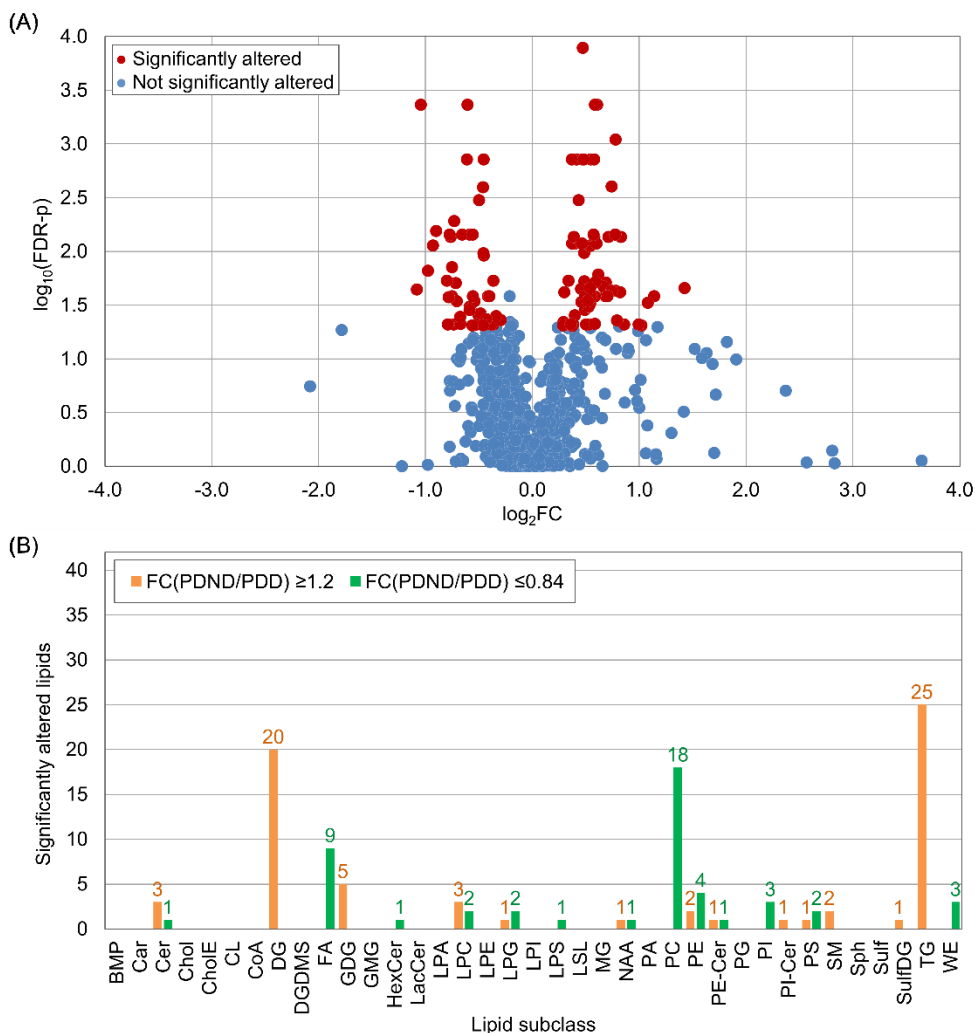 (A)
4.0
3.5
3.0
2.5
2.0
1.5
1.0
0.5
0.0
log₁₀(FDR-p)
Significantly altered
Not significantly altered
-4.0 -3.0 -2.0 -1.0 0.0 1.0 2.0 3.0 4.0
log₂FC
(B)
40
35
30
25
20
15
10
5
0
Significantly altered lipids
FC(PDND/PDD) ≥1.2 FC(PDND/PDD) ≤0.84
3 1 20 9 5 1 3 2 1 2 1 1 1 18 2 4 1 1 3 1 1 2 2 1 25 3
BMP Car Cer Chol CholE CL CoA DG DGDMS FA GDG GMG HexCer LacCer LPA LPC LPE LPG LPI LPS LSL MG NAA PA PC PE PE-Cer PG PI PI-Cer PS SM Sph Sulf SulfDG TG WE
Lipid subclass